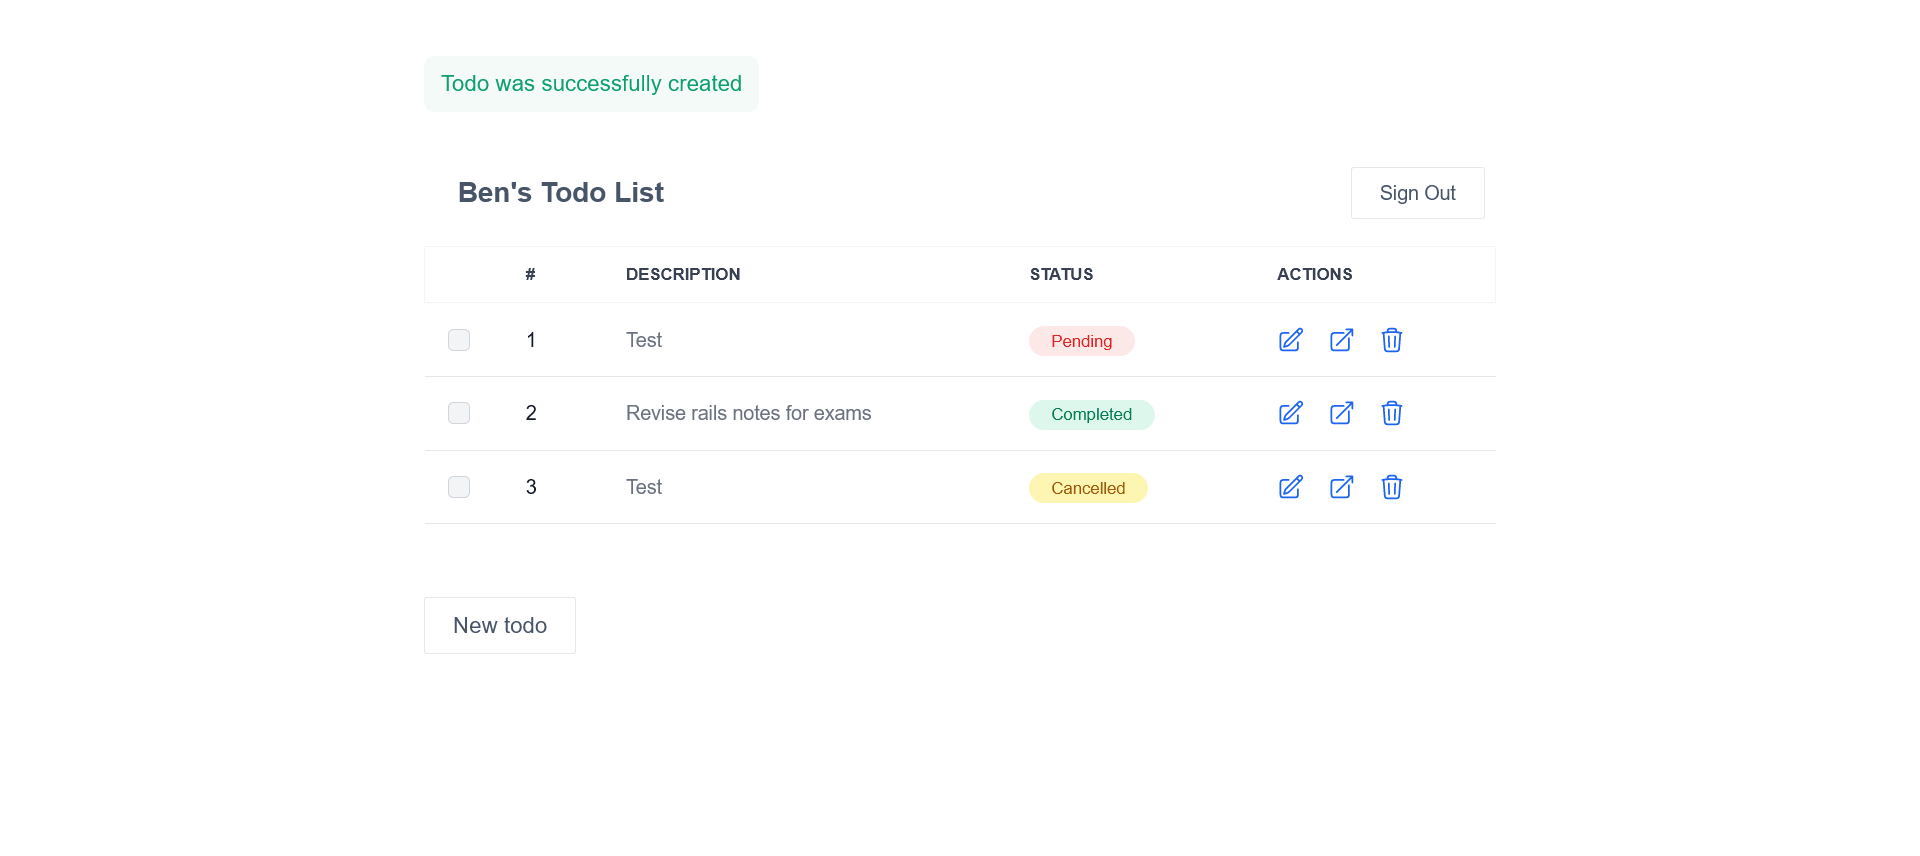 Todo was successfully created
Ben's Todo List
Sign Out
# DESCRIPTION STATUS ACTIONS
1 Test Pending
2 Revise rails notes for exams Completed
3 Test Cancelled
New todo